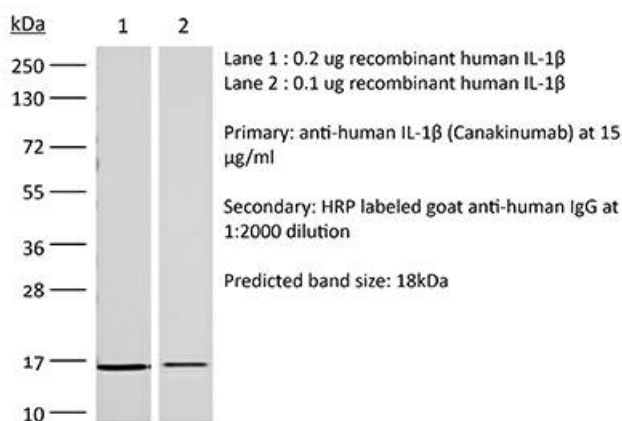 kDa
1 2
250
130
72
55
36
28
17
10
Lane 1 : 0.2 ug recombinant human IL-1β
Lane 2 : 0.1 ug recombinant human IL-1β
Primary: anti-human IL-1β (Canakinumab) at 15
µg/ml
Secondary: HRP labeled goat anti-human IgG at
1:2000 dilution
Predicted band size: 18kDa